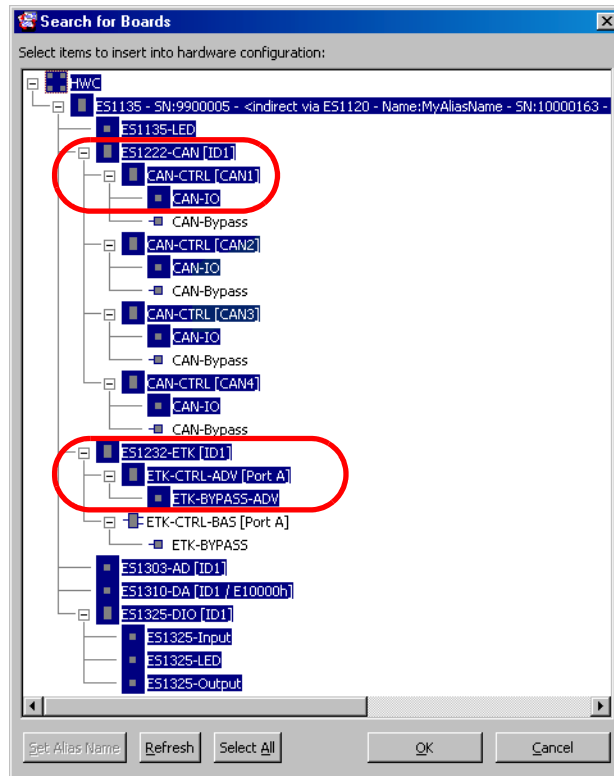 Search for Boards
Select items to insert into hardware configuration:
HWC
ES1135 - SN:9900005 - <indirect via ES1120 - Name:MyAliasName - SN:10000163 -
ES1135-LED
ES1222-CAN [ID1]
CAN-CTRL [CAN1]
CAN-IO
CAN-Bypass
CAN-CTRL [CAN2]
CAN-IO
CAN-Bypass
CAN-CTRL [CAN3]
CAN-IO
CAN-Bypass
CAN-CTRL [CAN4]
CAN-IO
CAN-Bypass
ES1232-ETK [ID1]
ETK-CTRL-ADV [Port A]
ETK-BYPASS-ADV
ETK-CTRL-BAS [Port A]
ETK-BYPASS
ES1303-AD [ID1]
ES1310-DA [ID1 / E10000h]
ES1325-DIO [ID1]
ES1325-Input
ES1325-LED
ES1325-Output
Set Alias Name Refresh Select All OK Cancel